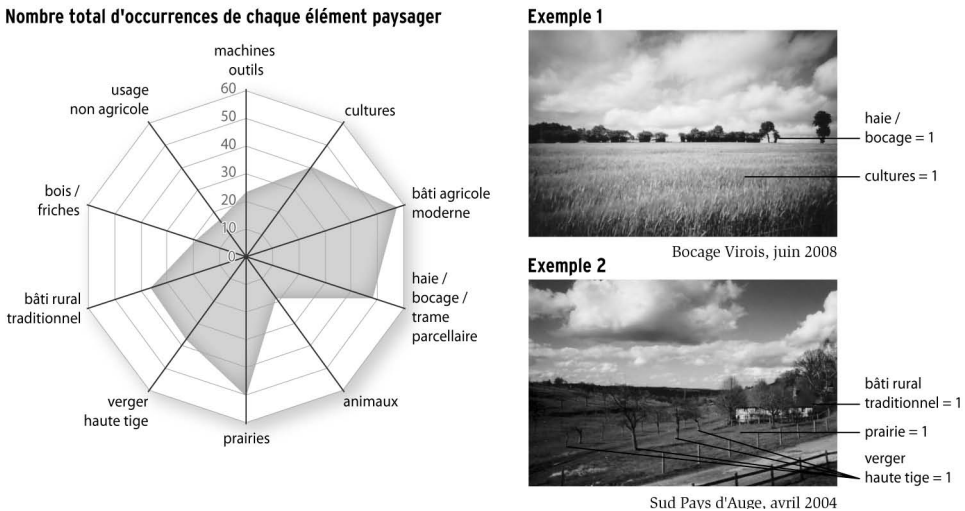 Nombre total d'occurrences de chaque élément paysager
machines
outils
60
50
40
30
20
10
0
cultures
bâti agricole
moderne
haie /
bocage /
trame
parcellaire
animaux
prairies
verger
haute tige
bâti rural
traditionnel
bois /
friches
usage
non agricole
Exemple 1
haie /
bocage = 1
cultures = 1
Bocage Virois, juin 2008
Exemple 2
bâti rural
traditionnel = 1
prairie = 1
verger
haute tige = 1
Sud Pays d'Auge, avril 2004